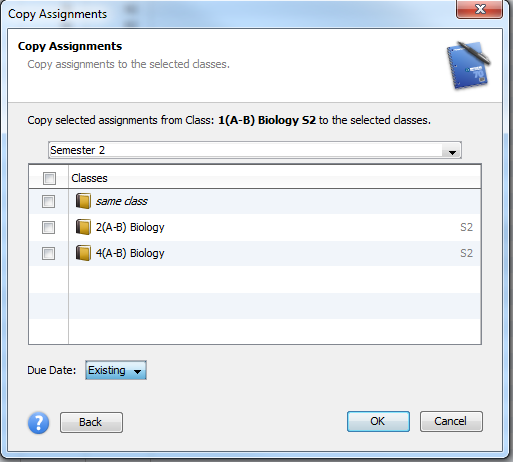 Copy Assignments
Copy Assignments
Copy assignments to the selected classes.
Copy selected assignments from Class: 1(A-B) Biology S2 to the selected classes.
Semester 2
Classes
same class
2(A-B) Biology S2
4(A-B) Biology S2
Due Date: Existing
? Back OK Cancel